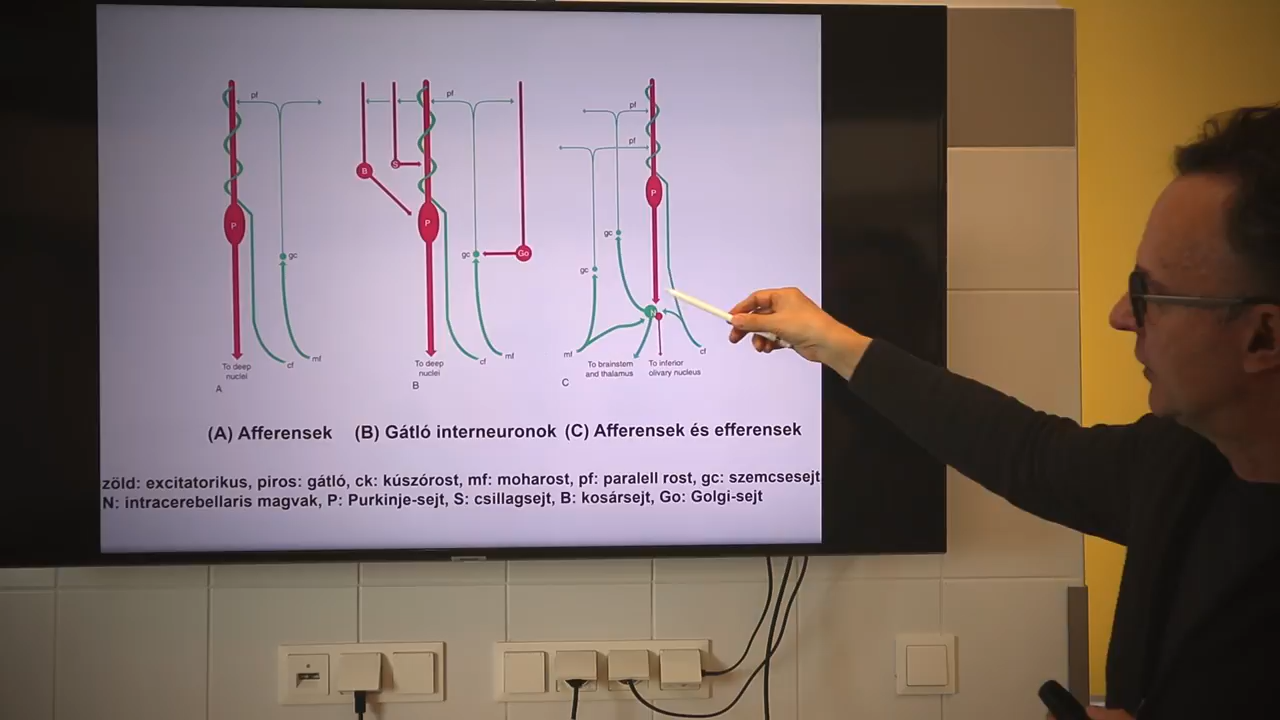 pf
P
gc
To deep
nuclei
cf
mf
A
pf
B
S
P
gc
Go
To deep
nuclei
cf
mf
B
pf
pf
P
gc
gc
N
mf
cf
To brainstem
and thalamus
To inferior
olivary nucleus
C
(A) Afferensek (B) Gátló interneuronok (C) Afferensek és efferensek
zöld: excitatorikus, piros: gátló, ck: kúszórost, mf: moharost, pf: paralell rost, gc: szemcsesejt
N: intracerebellaris magvak, P: Purkinje-sejt, S: csillagsejt, B: kosársejt, Go: Golgi-sejt